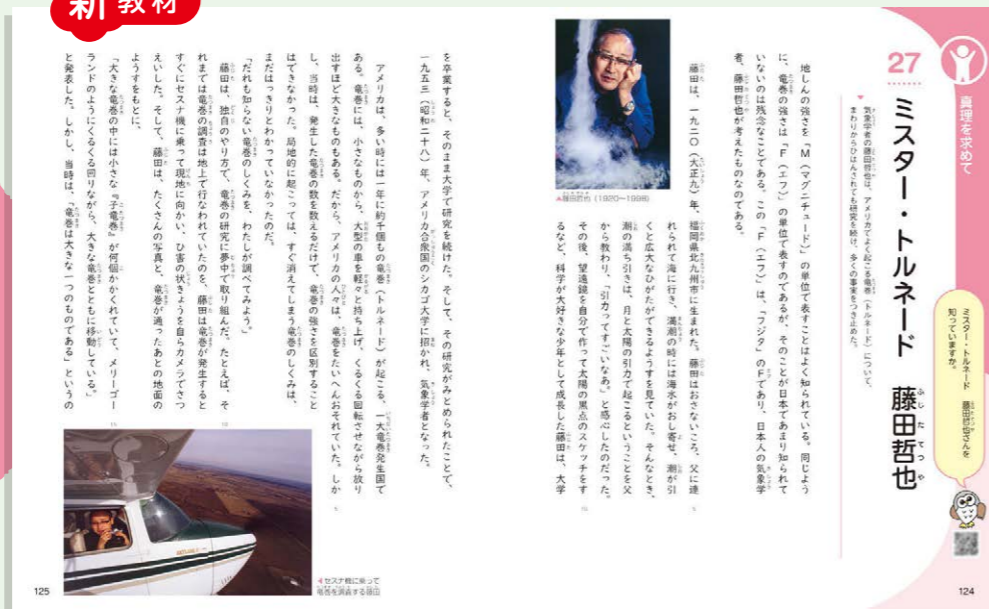 新教材
真理を求めて
27
ミスター・トルネード 藤田哲也
ふじたてつや
気象学者の藤田哲也は、アメリカでよく起こる竜巻（トルネード）について、
まわりからひはんされても研究を続け、多くの事実をつき止めた。
ミスター・トルネード 藤田哲也さんを
知っていますか。
地しんの強さを「M（マグニチュード）」の単位で表すことはよく知られている。同じよう
に、竜巻の強さは「F（エフ）」の単位で表すのであるが、そのことが日本であまり知られて
いないのは残念なことである。この「F（エフ）」は、「フジタ」のFであり、日本人の気象学
者、藤田哲也が考えたものなのである。
▲藤田哲也（1920〜1998）
藤田は、一九二〇（大正九）年、福岡県北九州市に生まれた。藤田はおさないころ、父に連
れられて海に行き、満潮の時には海水がおし寄せ、潮が引
くと広大なひがたができるようすを見ていた。そんなとき、
潮の満ち引きは、月と太陽の引力で起こるということを父
から教わり、「引力ってすごいなあ。」と感心したのだった。
その後、望遠鏡を自分で作って太陽の黒点のスケッチをす
るなど、科学が大好きな少年として成長した藤田は、大学
124
を卒業すると、そのまま大学で研究を続けた。そして、その研究がみとめられたことで、
一九五三（昭和二十八）年、アメリカ合衆国のシカゴ大学に招かれ、気象学者となった。
アメリカは、多い時には一年に約千個もの竜巻（トルネード）が起こる、一大竜巻発生国で
ある。竜巻には、小さなものから、大型の車を軽々と持ち上げ、くるくる回転させながら放り
出すほど大きなものもある。だから、アメリカの人々は、竜巻をたいへんおそれていた。しか
し、当時は、発生した竜巻の数を数えるだけで、竜巻の強さを区別すること
はできなかった。局地的に起こっては、すぐ消えてしまう竜巻のしくみは、
まだはっきりとわかっていなかったのだ。
「だれも知らない竜巻のしくみを、わたしが調べてみよう。」
藤田は、独自のやり方で、竜巻の研究に夢中で取り組んだ。たとえば、そ
れまでは竜巻の調査は地上で行なわれていたのを、藤田は竜巻が発生すると
すぐにセスナ機に乗って現地に向かい、ひ害の状きょうを自らカメラでさつ
えいした。そして、藤田は、たくさんの写真と、竜巻が通ったあとの地面の
ようすをもとに、
「大きな竜巻の中には小さな『子竜巻』が何個かかくれていて、メリーゴー
ランドのようにくるくる回りながら、大きな竜巻とともに移動している。」
と発表した。しかし、当時は、「竜巻は大きな一つのものである」というの
◀セスナ機に乗って
竜巻を調査する藤田
125